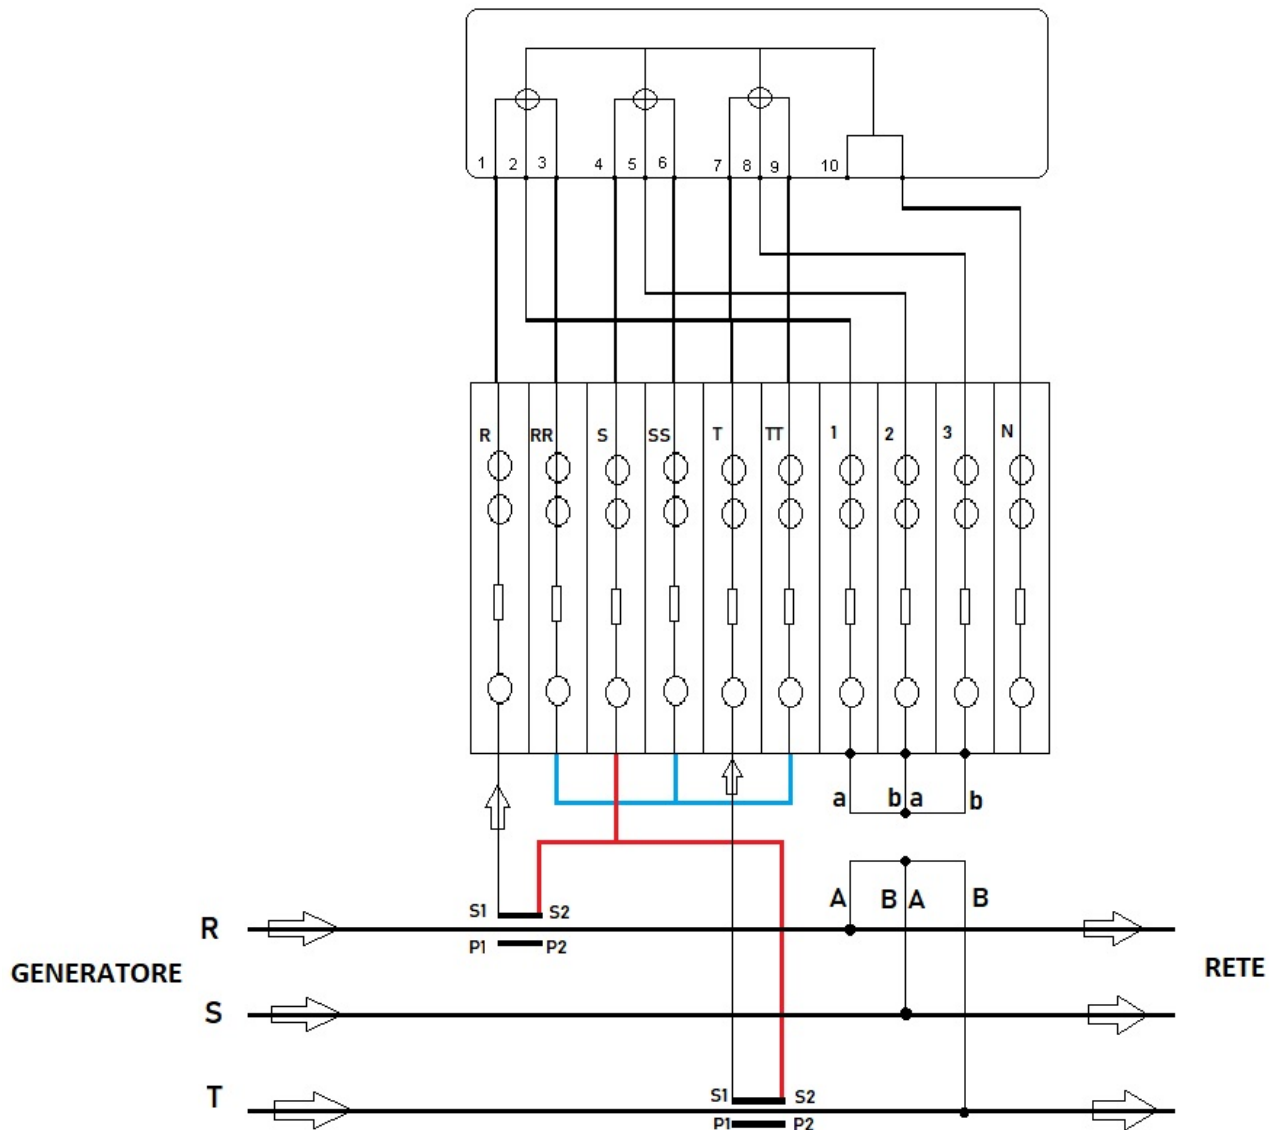 1 2 3 4 5 6 7 8 9 10
R RR S SS T TT 1 2 3 N
a b a b
A B A B
S1 S2
R
P1 P2
GENERATORE RETE
S
T
S1 S2
P1 P2